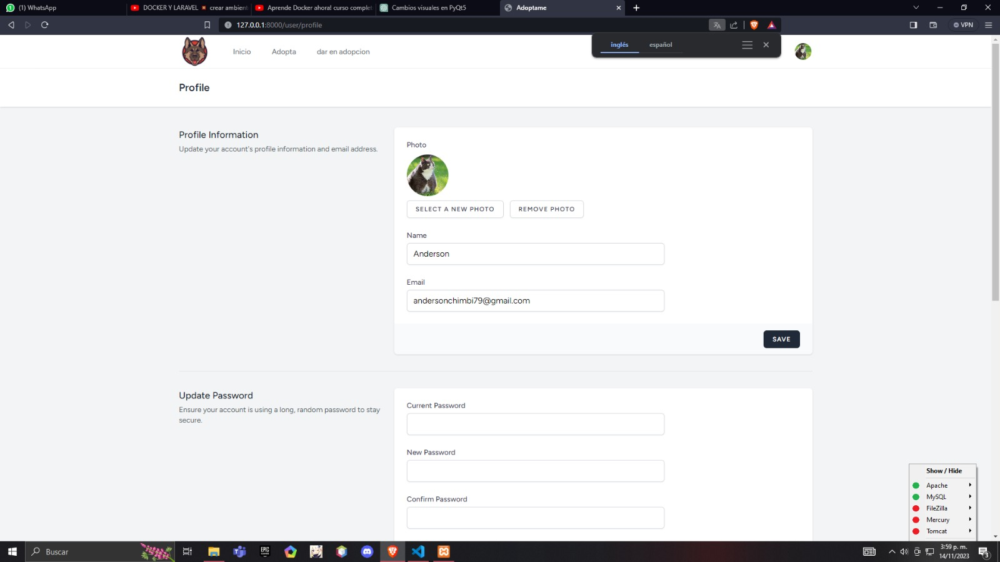 (1) WhatsApp
DOCKER Y LARAVEL
crear ambient
Aprende Docker ahora! curso complet
Cambios visuales en PyQt5
Adoptame
127.0.0.1:8000/user/profile
VPN
inglés
español
Inicio
Adopta
dar en adopcion
Profile
Profile Information
Update your account's profile information and email address.
Photo
SELECT A NEW PHOTO
REMOVE PHOTO
Name
Anderson
Email
andersonchimbi79@gmail.com
SAVE
Update Password
Ensure your account is using a long, random password to stay
secure.
Current Password
New Password
Confirm Password
Show / Hide
Apache
MySQL
FileZilla
Mercury
Tomcat
Buscar
EPIC
GAMES
3:59 p. m.
14/11/2023
3